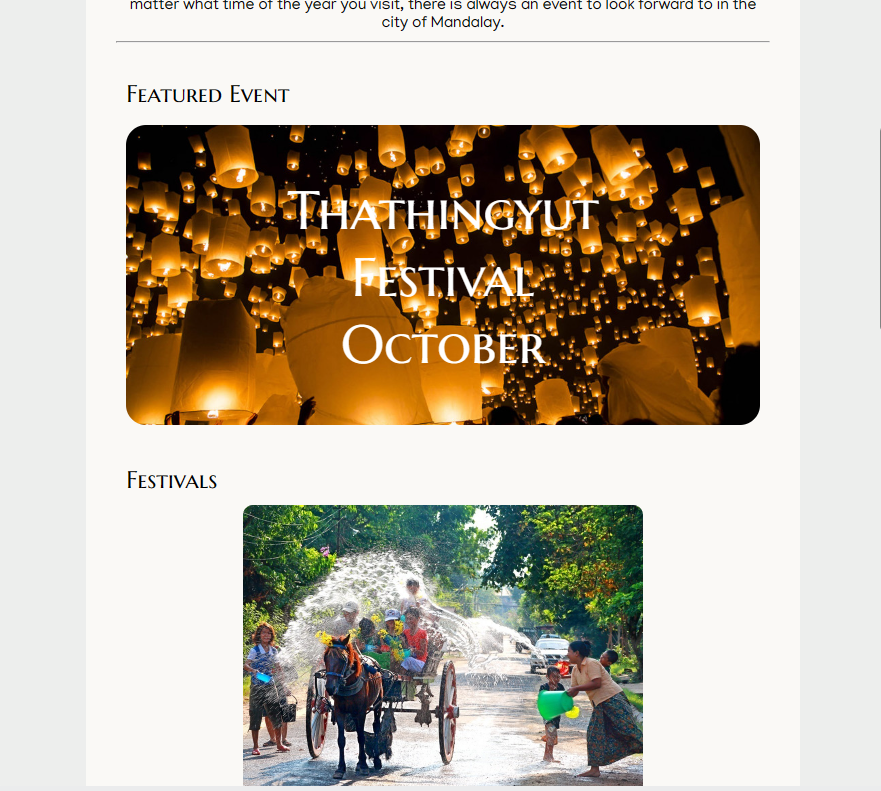 matter what time of the year you visit, there is always an event to look forward to in the
city of Mandalay.
Featured Event
Thathingyut
Festival
October
Festivals